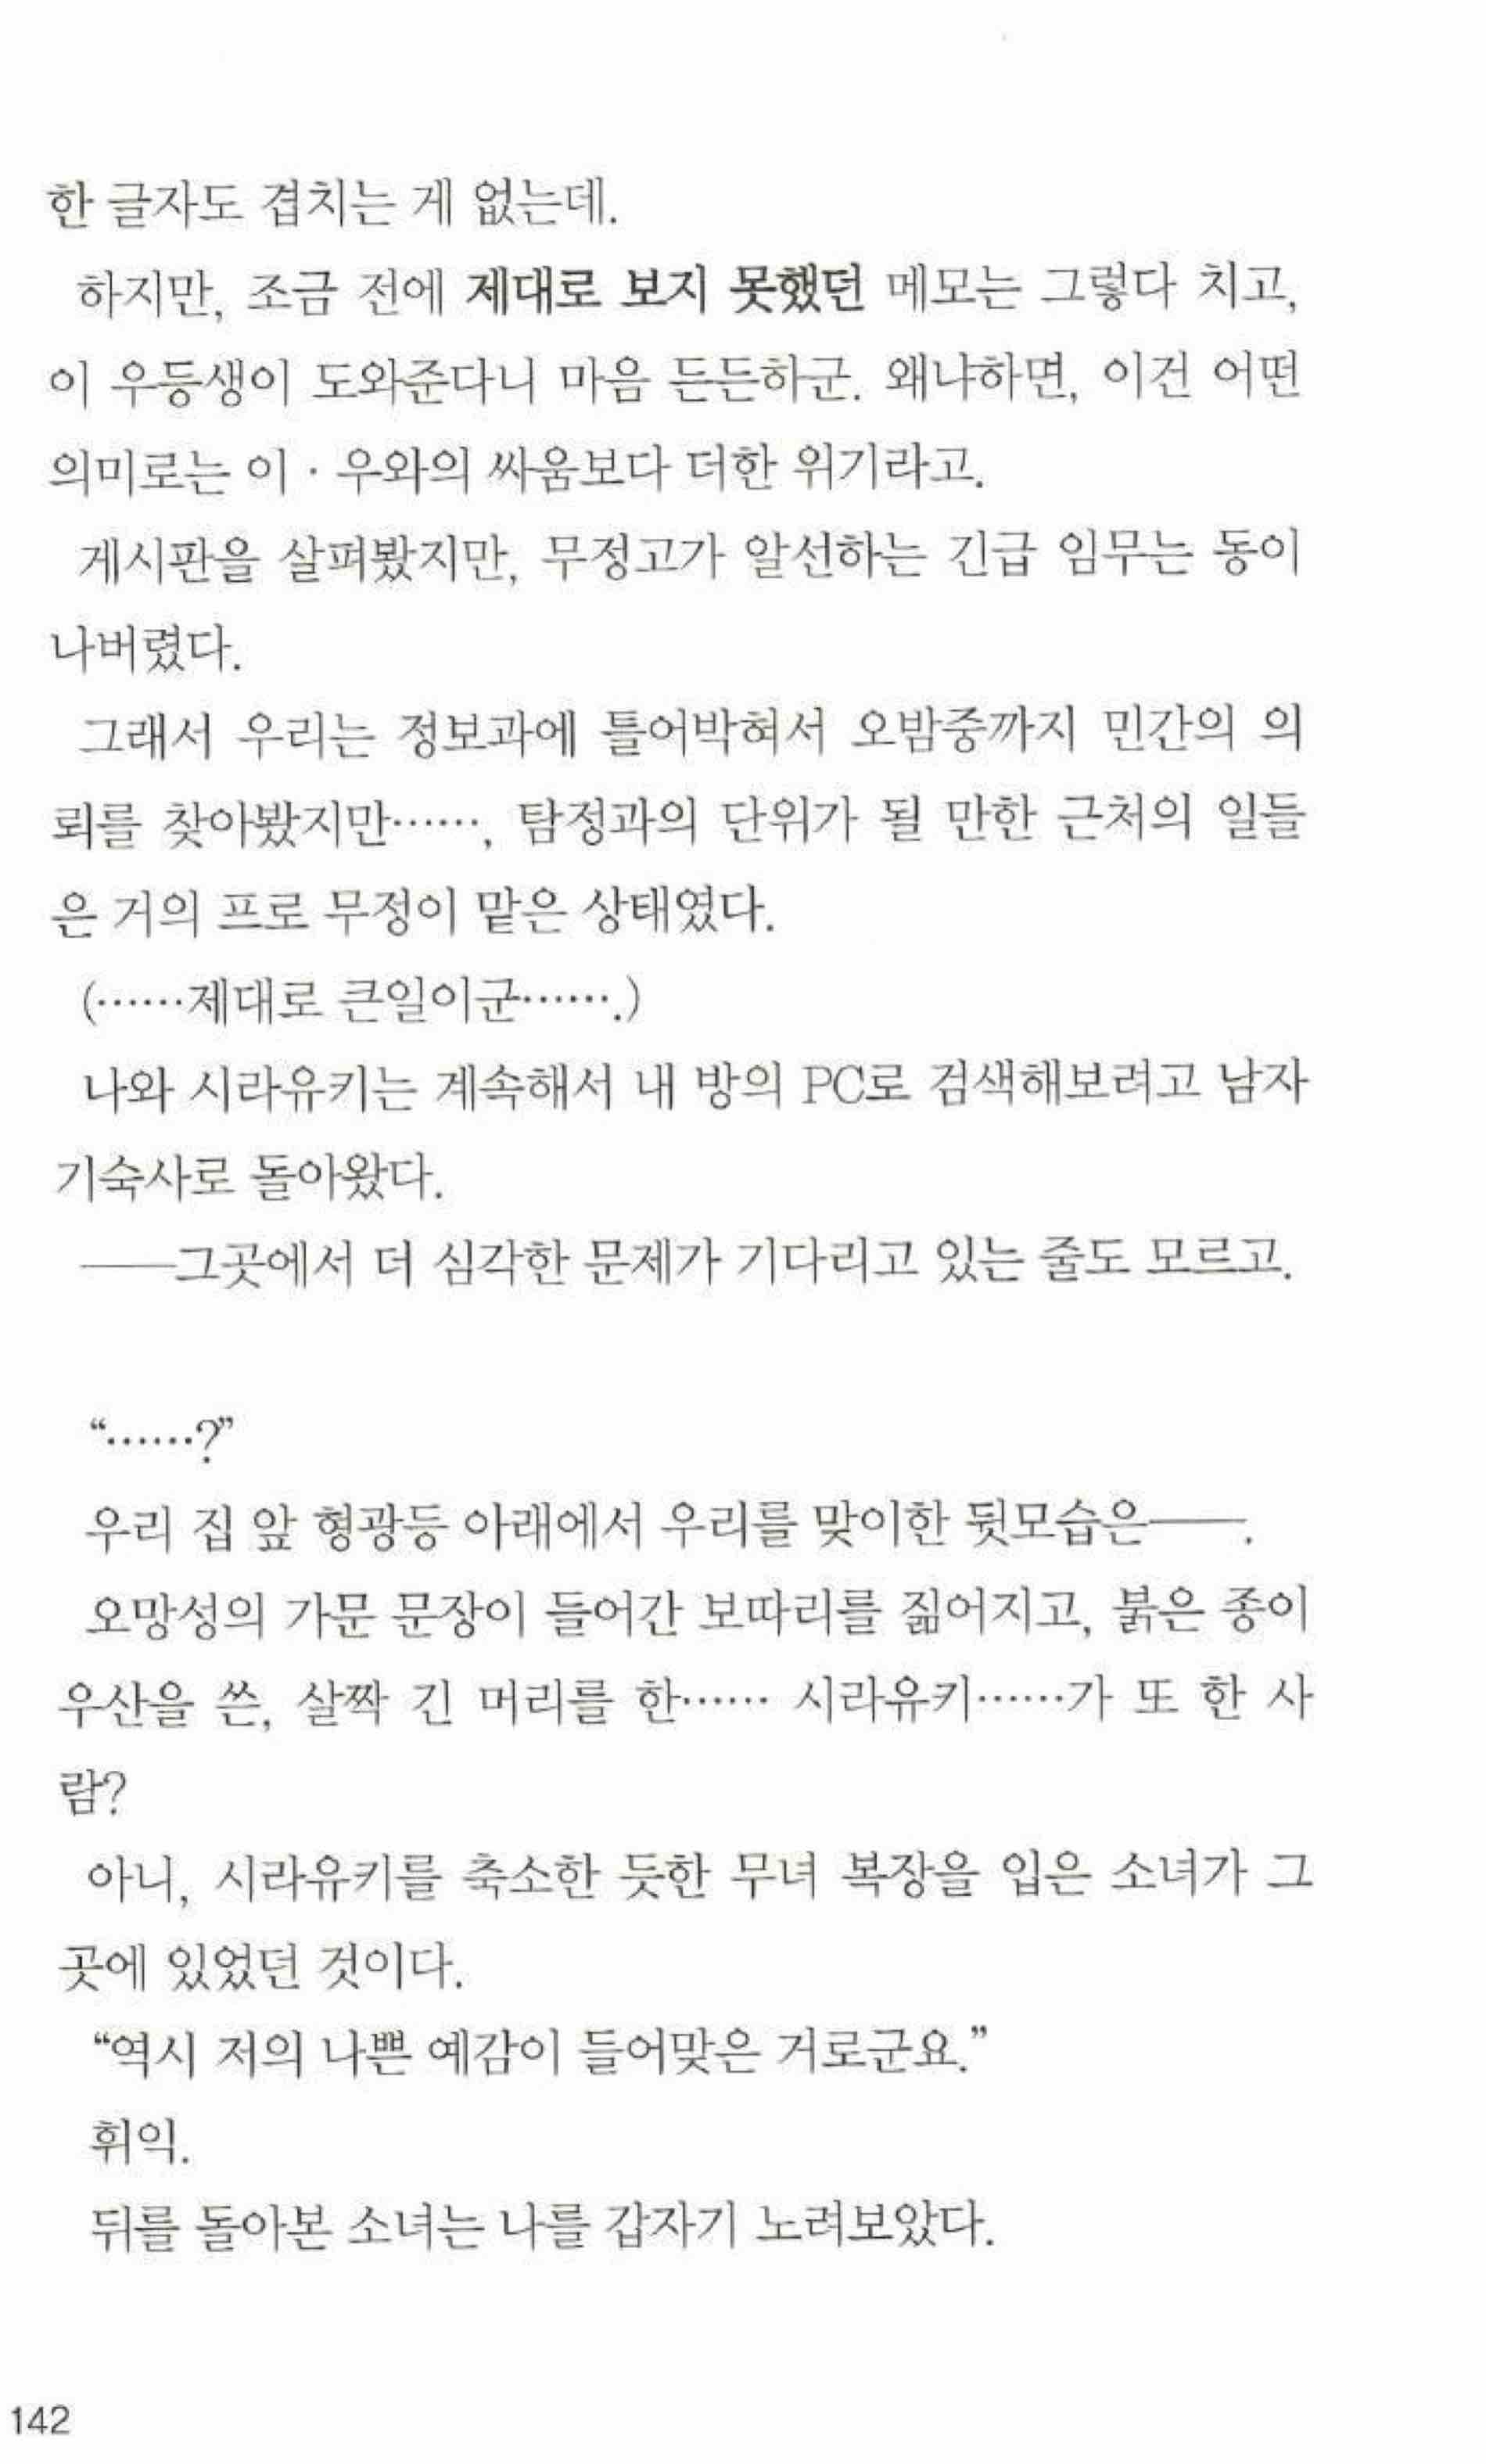 한 글자도 겹치는 게 없는데.
하지만, 조금 전에 제대로 보지 못했던 메모는 그렇다 치고,
이 우등생이 도와준다니 마음 든든하군. 왜냐하면, 이건 어떤
의미로는 이 · 우와의 싸움보다 더한 위기라고.
게시판을 살펴봤지만, 무정고가 알선하는 긴급 임무는 동이
나버렸다.
그래서 우리는 정보과에 틀어박혀서 오밤중까지 민간의 의
뢰를 찾아봤지만……, 탐정과의 단위가 될 만한 근처의 일들
은 거의 프로 무정이 맡은 상태였다.
(……제대로 큰일이군…….)
나와 시라유키는 계속해서 내 방의 PC로 검색해보려고 남자
기숙사로 돌아왔다.
──그곳에서 더 심각한 문제가 기다리고 있는 줄도 모르고.
“……?”
우리 집 앞 형광등 아래에서 우리를 맞이한 뒷모습은──.
오망성의 가문 문장이 들어간 보따리를 짊어지고, 붉은 종이
우산을 쓴, 살짝 긴 머리를 한…… 시라유키……가 또 한 사
람?
아니, 시라유키를 축소한 듯한 무녀 복장을 입은 소녀가 그
곳에 있었던 것이다.
“역시 저의 나쁜 예감이 들어맞은 거로군요.”
휘익.
뒤를 돌아본 소녀는 나를 갑자기 노려보았다.
142